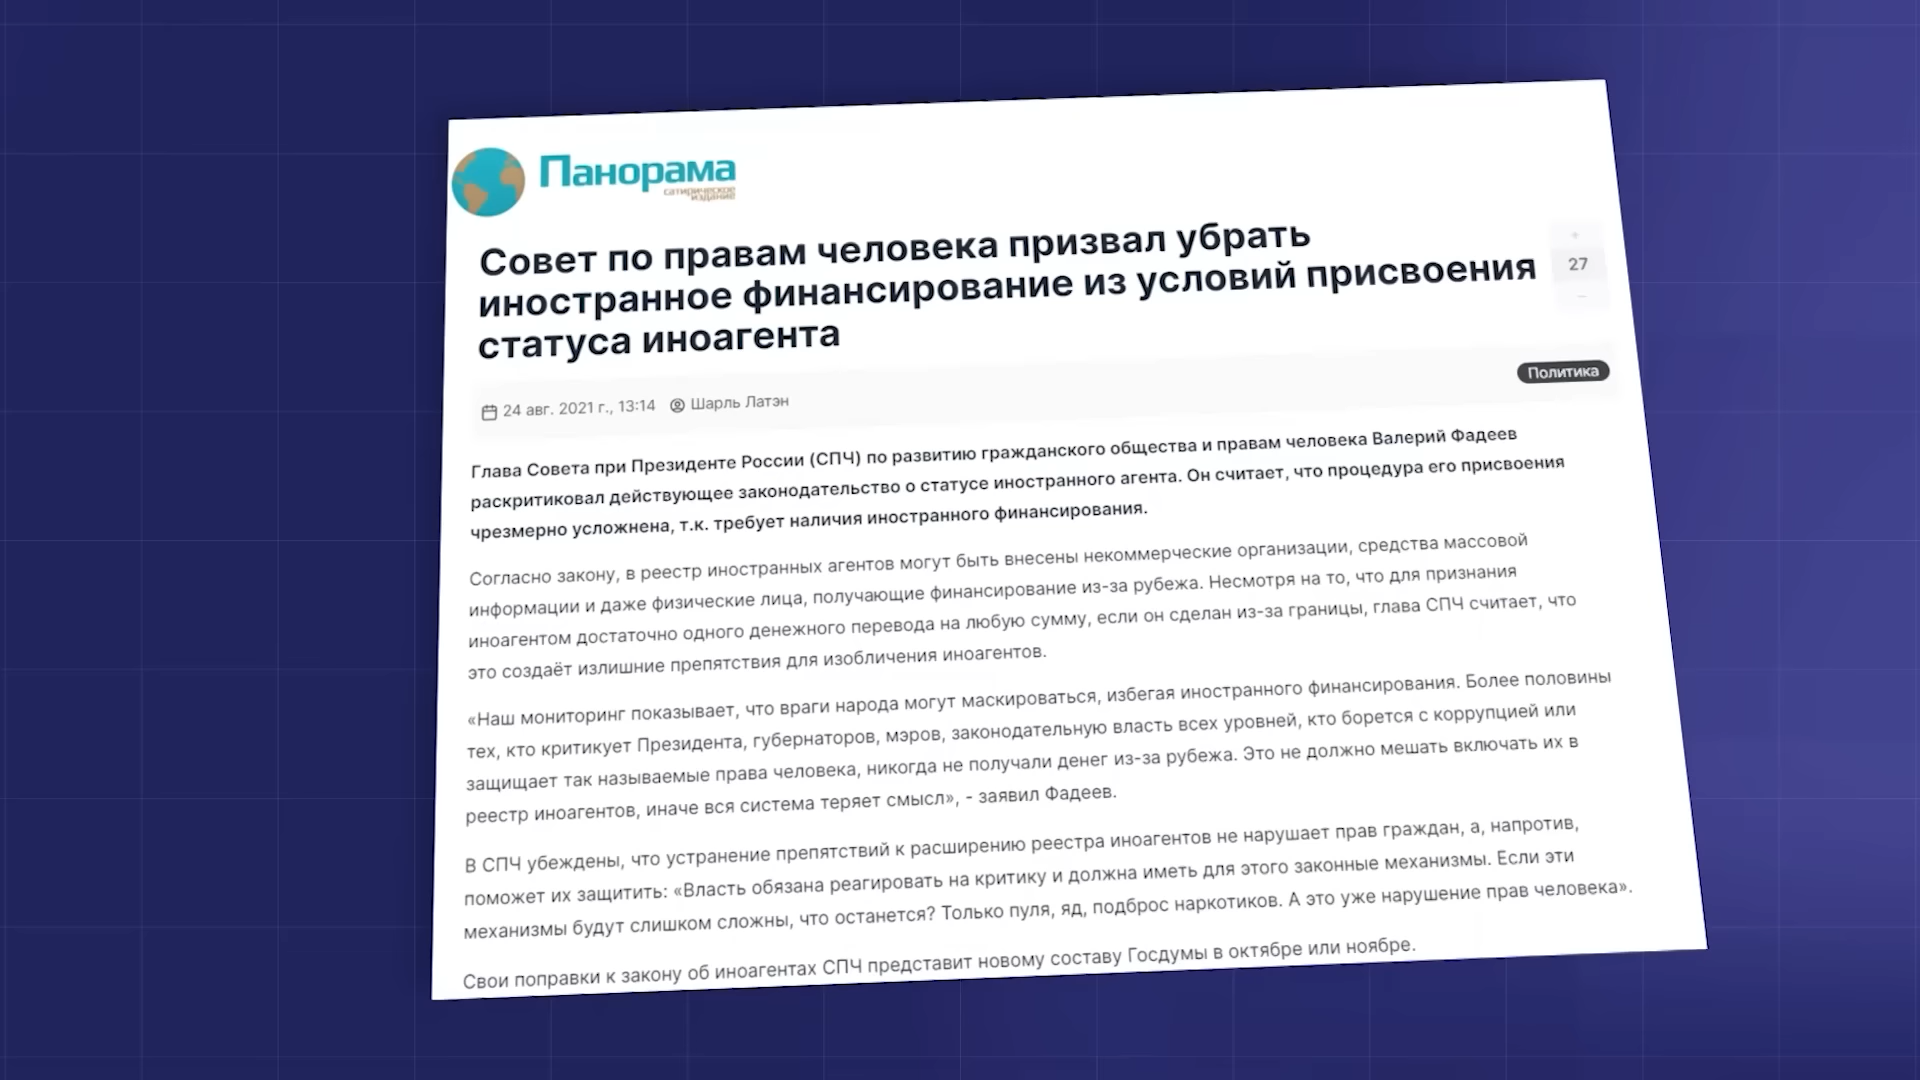 Панорама
сатирическое
издание
Совет по правам человека призвал убрать
иностранное финансирование из условий присвоения
статуса иноагента
27
24 авг. 2021 г., 13:14 Шарль Латэн
Политика
Глава Совета при Президенте России (СПЧ) по развитию гражданского общества и правам человека Валерий Фадеев
раскритиковал действующее законодательство о статусе иностранного агента. Он считает, что процедура его присвоения
чрезмерно усложнена, т.к. требует наличия иностранного финансирования.
Согласно закону, в реестр иностранных агентов могут быть внесены некоммерческие организации, средства массовой
информации и даже физические лица, получающие финансирование из-за рубежа. Несмотря на то, что для признания
иноагентом достаточно одного денежного перевода на любую сумму, если он сделан из-за границы, глава СПЧ считает, что
это создаёт излишние препятствия для изобличения иноагентов.
«Наш мониторинг показывает, что враги народа могут маскироваться, избегая иностранного финансирования. Более половины
тех, кто критикует Президента, губернаторов, мэров, законодательную власть всех уровней, кто борется с коррупцией или
защищает так называемые права человека, никогда не получали денег из-за рубежа. Это не должно мешать включать их в
реестр иноагентов, иначе вся система теряет смысл», - заявил Фадеев.
В СПЧ убеждены, что устранение препятствий к расширению реестра иноагентов не нарушает прав граждан, а, напротив,
поможет их защитить: «Власть обязана реагировать на критику и должна иметь для этого законные механизмы. Если эти
механизмы будут слишком сложны, что останется? Только пуля, яд, подброс наркотиков. А это уже нарушение прав человека».
Свои поправки к закону об иноагентах СПЧ представит новому составу Госдумы в октябре или ноябре.